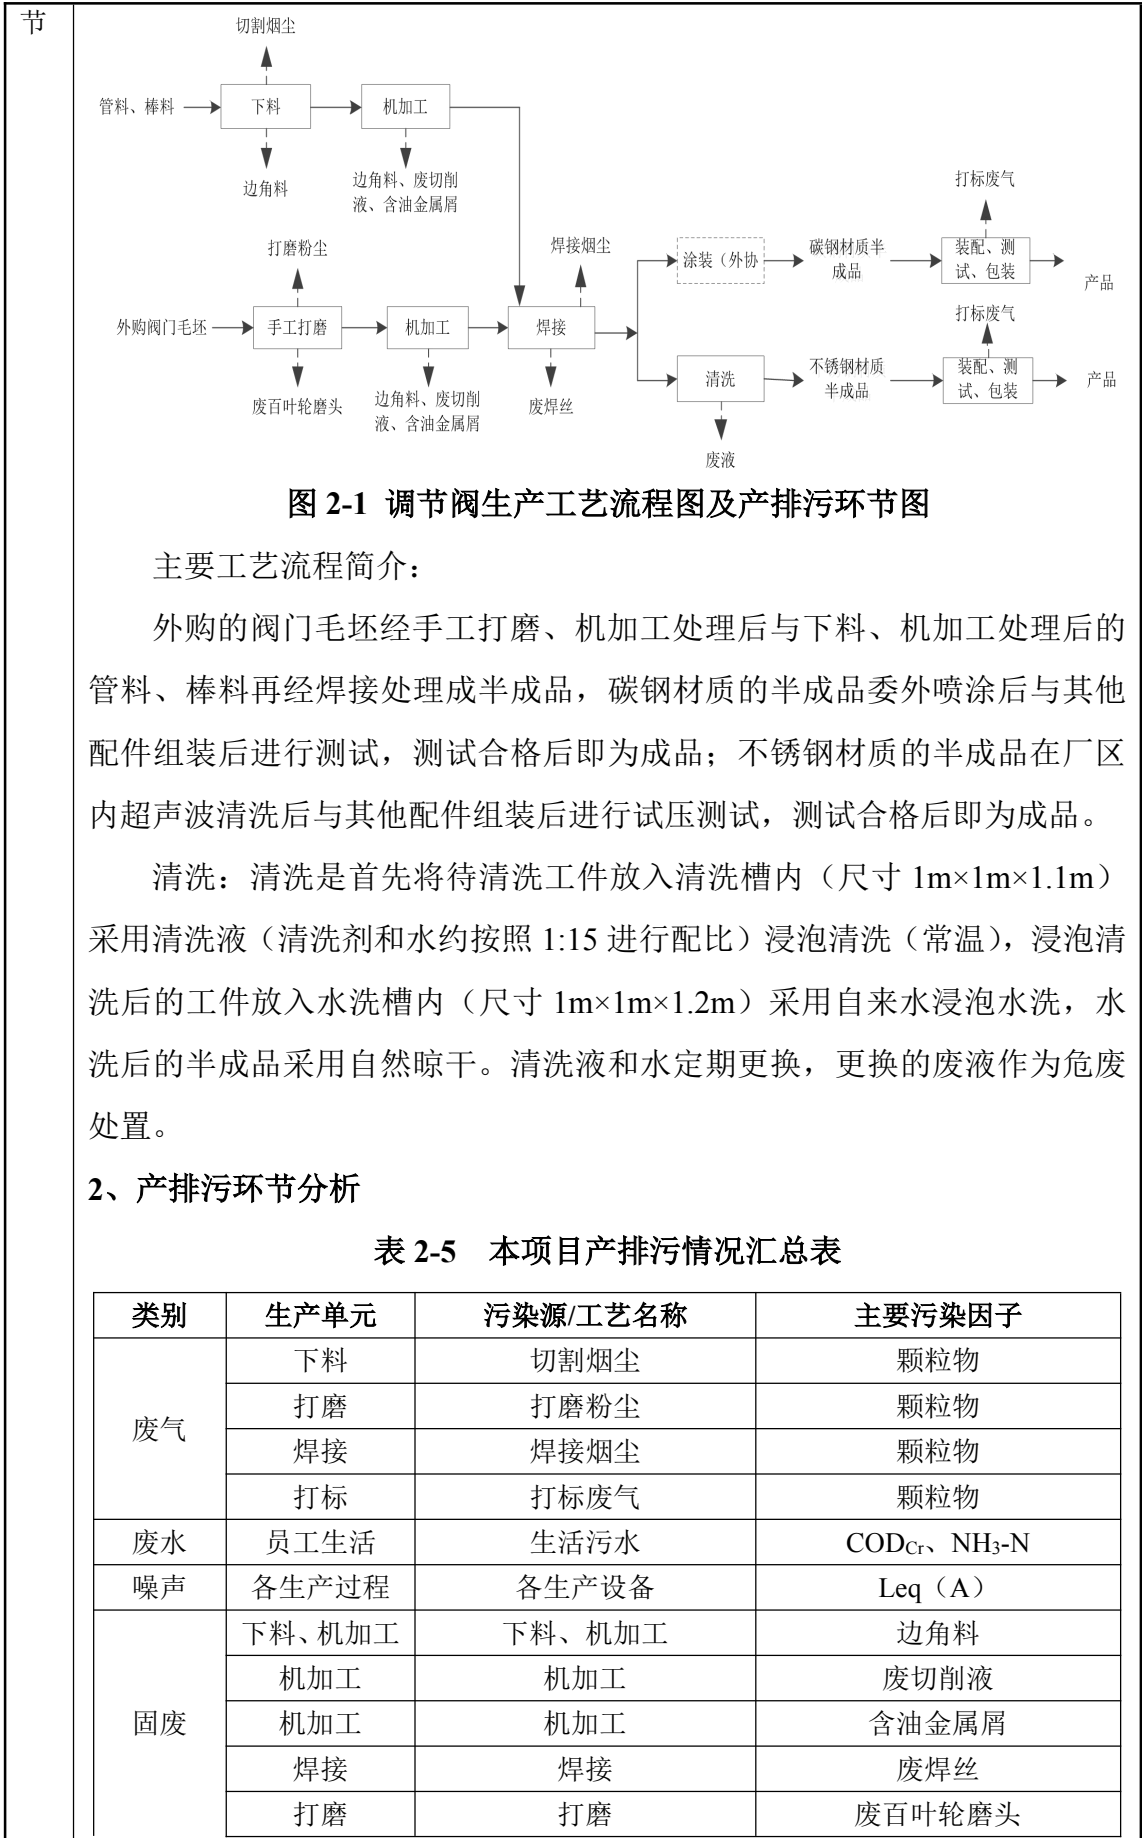 节
切割烟尘
管料、棒料
下料
机加工
边角料
边角料、废切削
液、含油金属屑
打磨粉尘
外购阀门毛坯
手工打磨
机加工
焊接烟尘
焊接
废百叶轮磨头
边角料、废切削
液、含油金属屑
废焊丝
涂装（外协
碳钢材质半
成品
打标废气
装配、测
试、包装
产品
清洗
不锈钢材质
半成品
打标废气
装配、测
试、包装
产品
废液
图 2-1 调节阀生产工艺流程图及产排污环节图
主要工艺流程简介：
外购的阀门毛坯经手工打磨、机加工处理后与下料、机加工处理后的
管料、棒料再经焊接处理成半成品，碳钢材质的半成品委外喷涂后与其他
配件组装后进行测试，测试合格后即为成品；不锈钢材质的半成品在厂区
内超声波清洗后与其他配件组装后进行试压测试，测试合格后即为成品。
清洗：清洗是首先将待清洗工件放入清洗槽内（尺寸 1m×1m×1.1m）
采用清洗液（清洗剂和水约按照 1:15 进行配比）浸泡清洗（常温），浸泡清
洗后的工件放入水洗槽内（尺寸 1m×1m×1.2m）采用自来水浸泡水洗，水
洗后的半成品采用自然晾干。清洗液和水定期更换，更换的废液作为危废
处置。
2、产排污环节分析
表 2-5 本项目产排污情况汇总表
类别 生产单元 污染源/工艺名称 主要污染因子
废气 下料 切割烟尘 颗粒物
打磨 打磨粉尘 颗粒物
焊接 焊接烟尘 颗粒物
打标 打标废气 颗粒物
废水 员工生活 生活污水 COD_Cr、NH_3-N
噪声 各生产过程 各生产设备 Leq（A）
固废 下料、机加工 下料、机加工 边角料
机加工 机加工 废切削液
机加工 机加工 含油金属屑
焊接 焊接 废焊丝
打磨 打磨 废百叶轮磨头